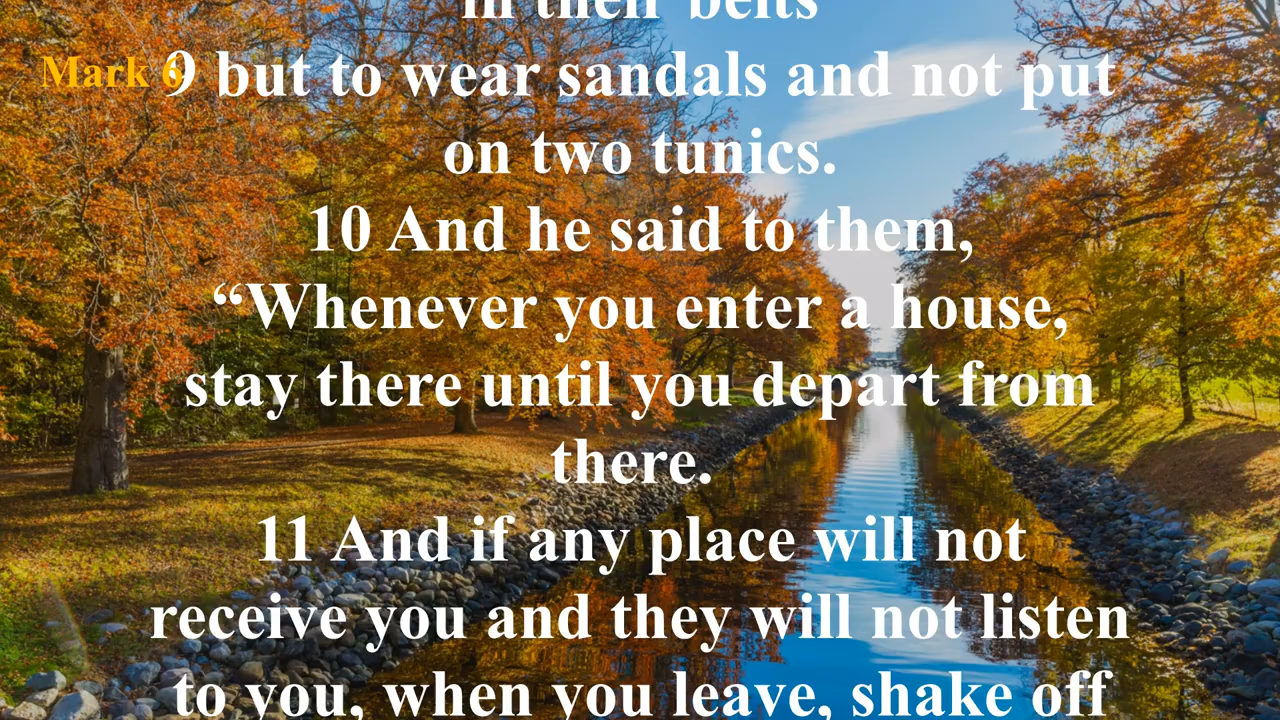 in their belts
Mark 6
9 but to wear sandals and not put
on two tunics.
10 And he said to them,
“Whenever you enter a house,
stay there until you depart from
there.
11 And if any place will not
receive you and they will not listen
to you, when you leave, shake off